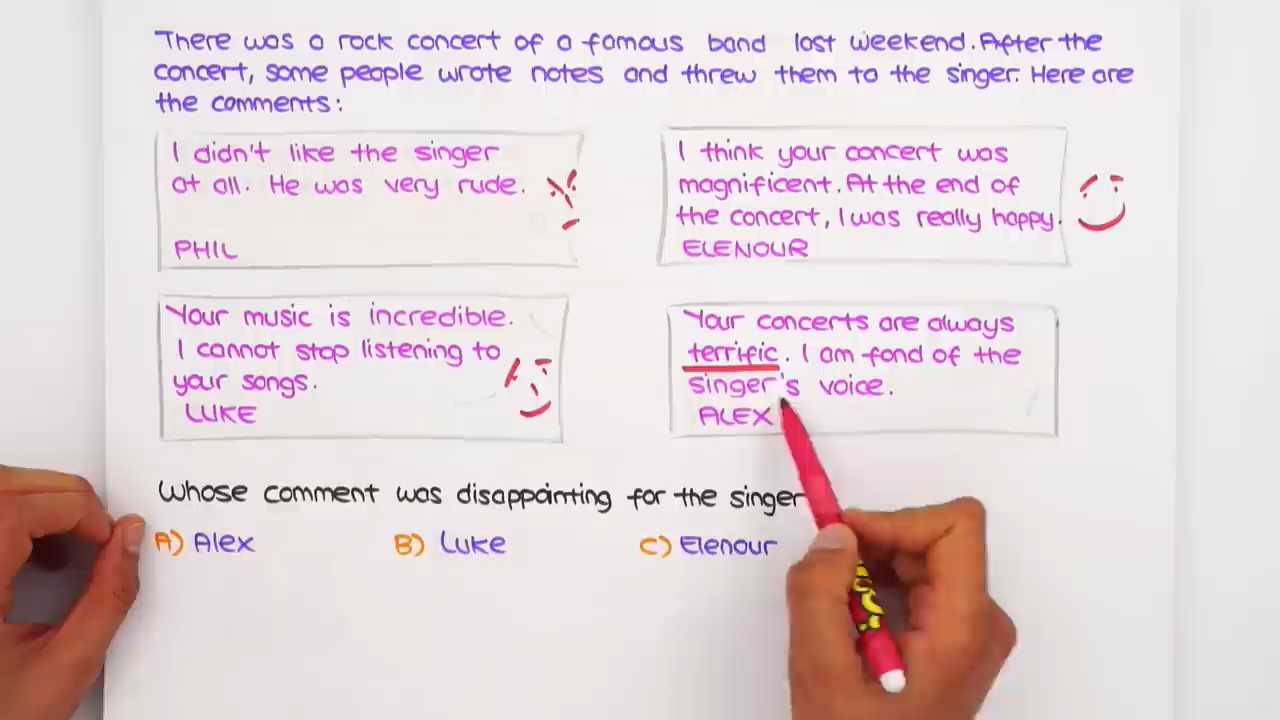 There was a rock concert of a famous band last weekend. After the
concert, some people wrote notes and threw them to the singer. Here are
the comments:
I didn't like the singer
at all. He was very rude.
PHIL
I think your concert was
magnificent. At the end of
the concert, I was really happy.
ELENOUR
Your music is incredible.
I cannot stop listening to
your songs.
LUKE
Your concerts are always
terrific. I am fond of the
singer's voice.
ALEX
Whose comment was disappointing for the singer
A) Alex
B) Luke
C) Elenour